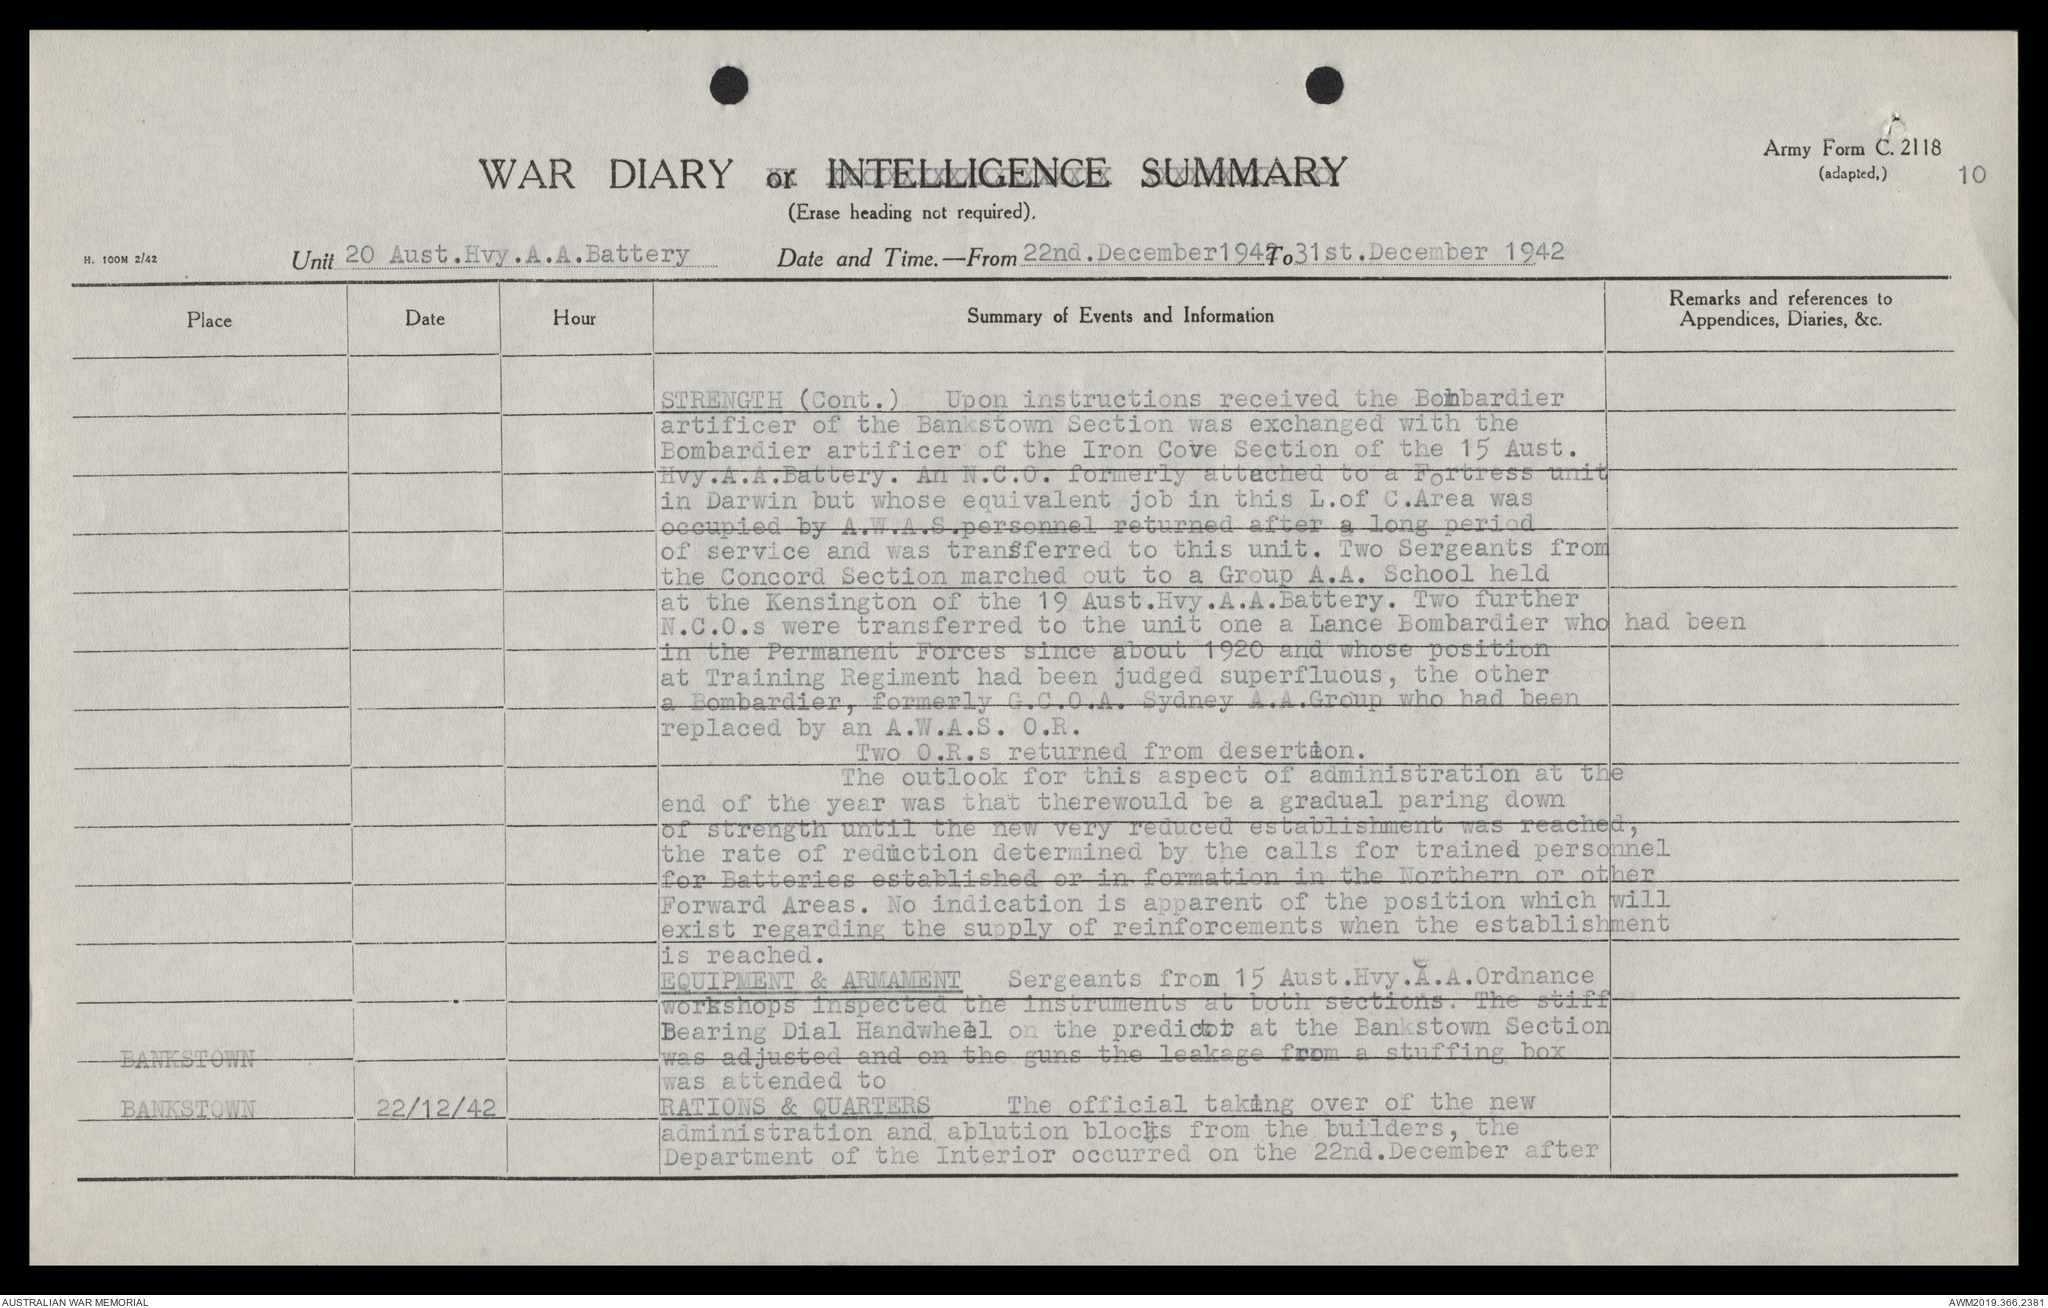 Army Form C. 2118
(adapted,)
10
WAR DIARY or INTELLIGENCE SUMMARY
(Erase heading not required).
H. 100M 2/42
Unit 20 Aust.Hvy.A.A.Battery Date and Time.—From 22nd.December1942 To 31st.December 1942
Place Date Hour Summary of Events and Information Remarks and references to
Appendices, Diaries, &c.
STRENGTH (Cont.) Upon instructions received the Bombardier
artificer of the Bankstown Section was exchanged with the
Bombardier artificer of the Iron Cove Section of the 15 Aust.
Hvy.A.A.Battery. An N.C.O. formerly attached to a Fortress unit
in Darwin but whose equivalent job in this L.of C.Area was
occupied by A.W.A.S.personnel returned after a long period
of service and was transferred to this unit. Two Sergeants from
the Concord Section marched out to a Group A.A. School held
at the Kensington of the 19 Aust.Hvy.A.A.Battery. Two further
N.C.O.s were transferred to the unit one a Lance Bombardier who had been
in the Permanent Forces since about 1920 and whose position
at Training Regiment had been judged superfluous, the other
a Bombardier, formerly G.C.O.A. Sydney A.A.Group who had been
replaced by an A.W.A.S. O.R.
Two O.R.s returned from desertion.
The outlook for this aspect of administration at the
end of the year was that therewould be a gradual paring down
of strength until the new very reduced establishment was reached,
the rate of reduction determined by the calls for trained personnel
for Batteries established or in formation in the Northern or other
Forward Areas. No indication is apparent of the position which will
exist regarding the supply of reinforcements when the establishment
is reached.
EQUIPMENT & ARMAMENT Sergeants from 15 Aust.Hvy.A.A.Ordnance
workshops inspected the instruments at both sections. The stiff
Bearing Dial Handwheel on the predictor at the Bankstown Section
BANKSTOWN was adjusted and on the guns the leakage from a stuffing box
was attended to
BANKSTOWN 22/12/42 RATIONS & QUARTERS The official taking over of the new
administration and ablution blocks from the builders, the
Department of the Interior occurred on the 22nd.December after
AUSTRALIAN WAR MEMORIAL
AWM2019.366.2381